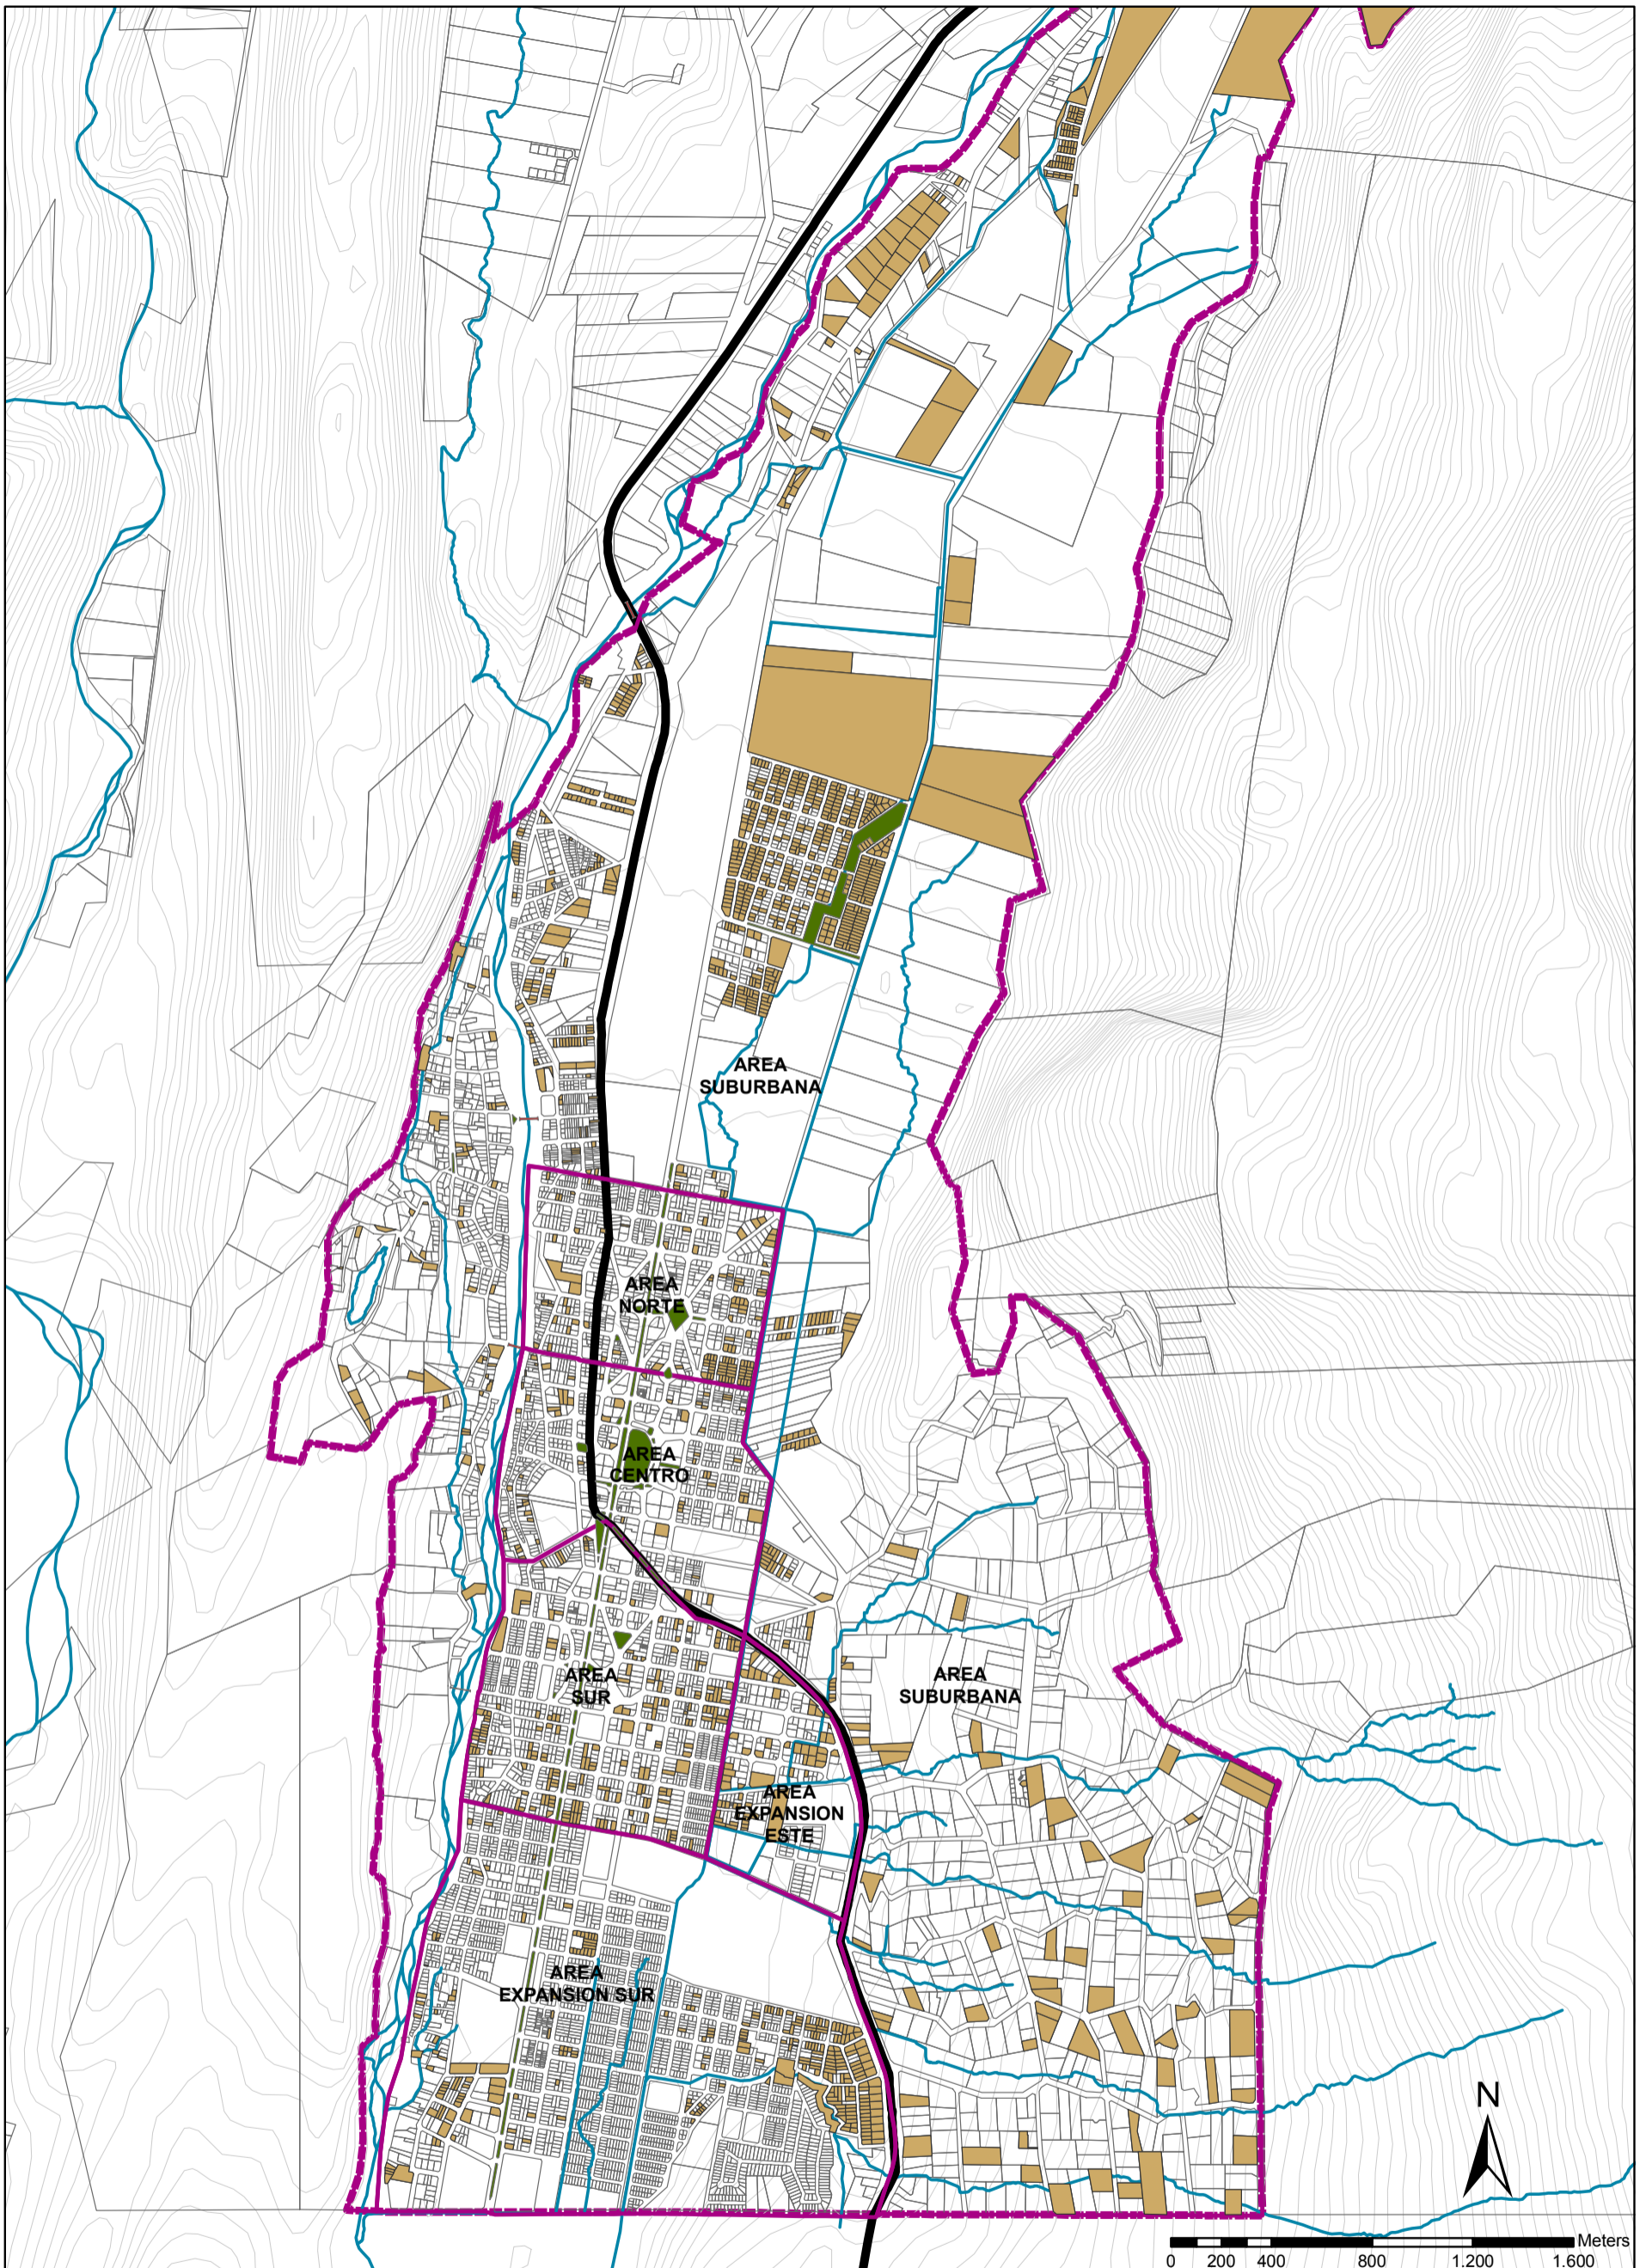 AREA
SUBURBANA
AREA
NORTE
AREA
CENTRO
AREA
SUR
AREA
SUBURBANA
AREA
EXPANSION
ESTE
AREA
EXPANSION SUR
N
Meters
0 200 400 800 1.200 1.600